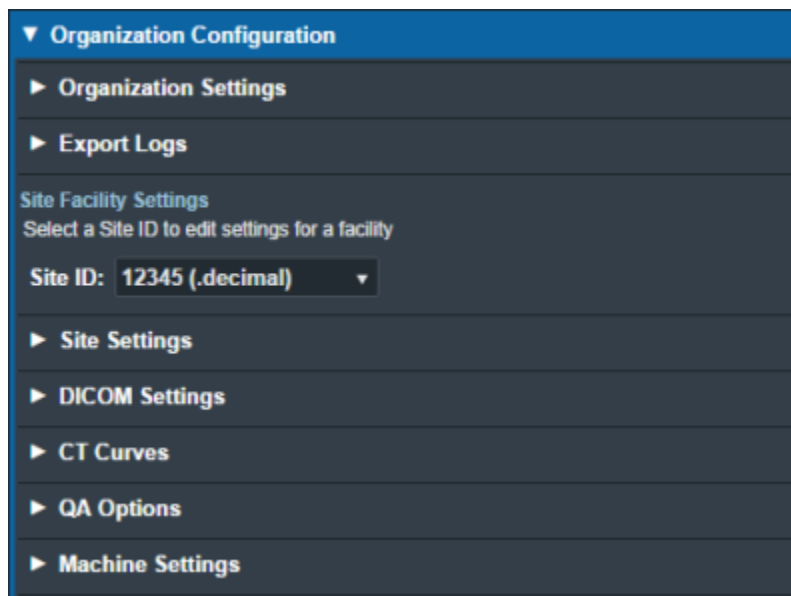 Organization Configuration
Organization Settings
Export Logs
Site Facility Settings
Select a Site ID to edit settings for a facility
Site ID: 12345 (.decimal)
Site Settings
DICOM Settings
CT Curves
QA Options
Machine Settings